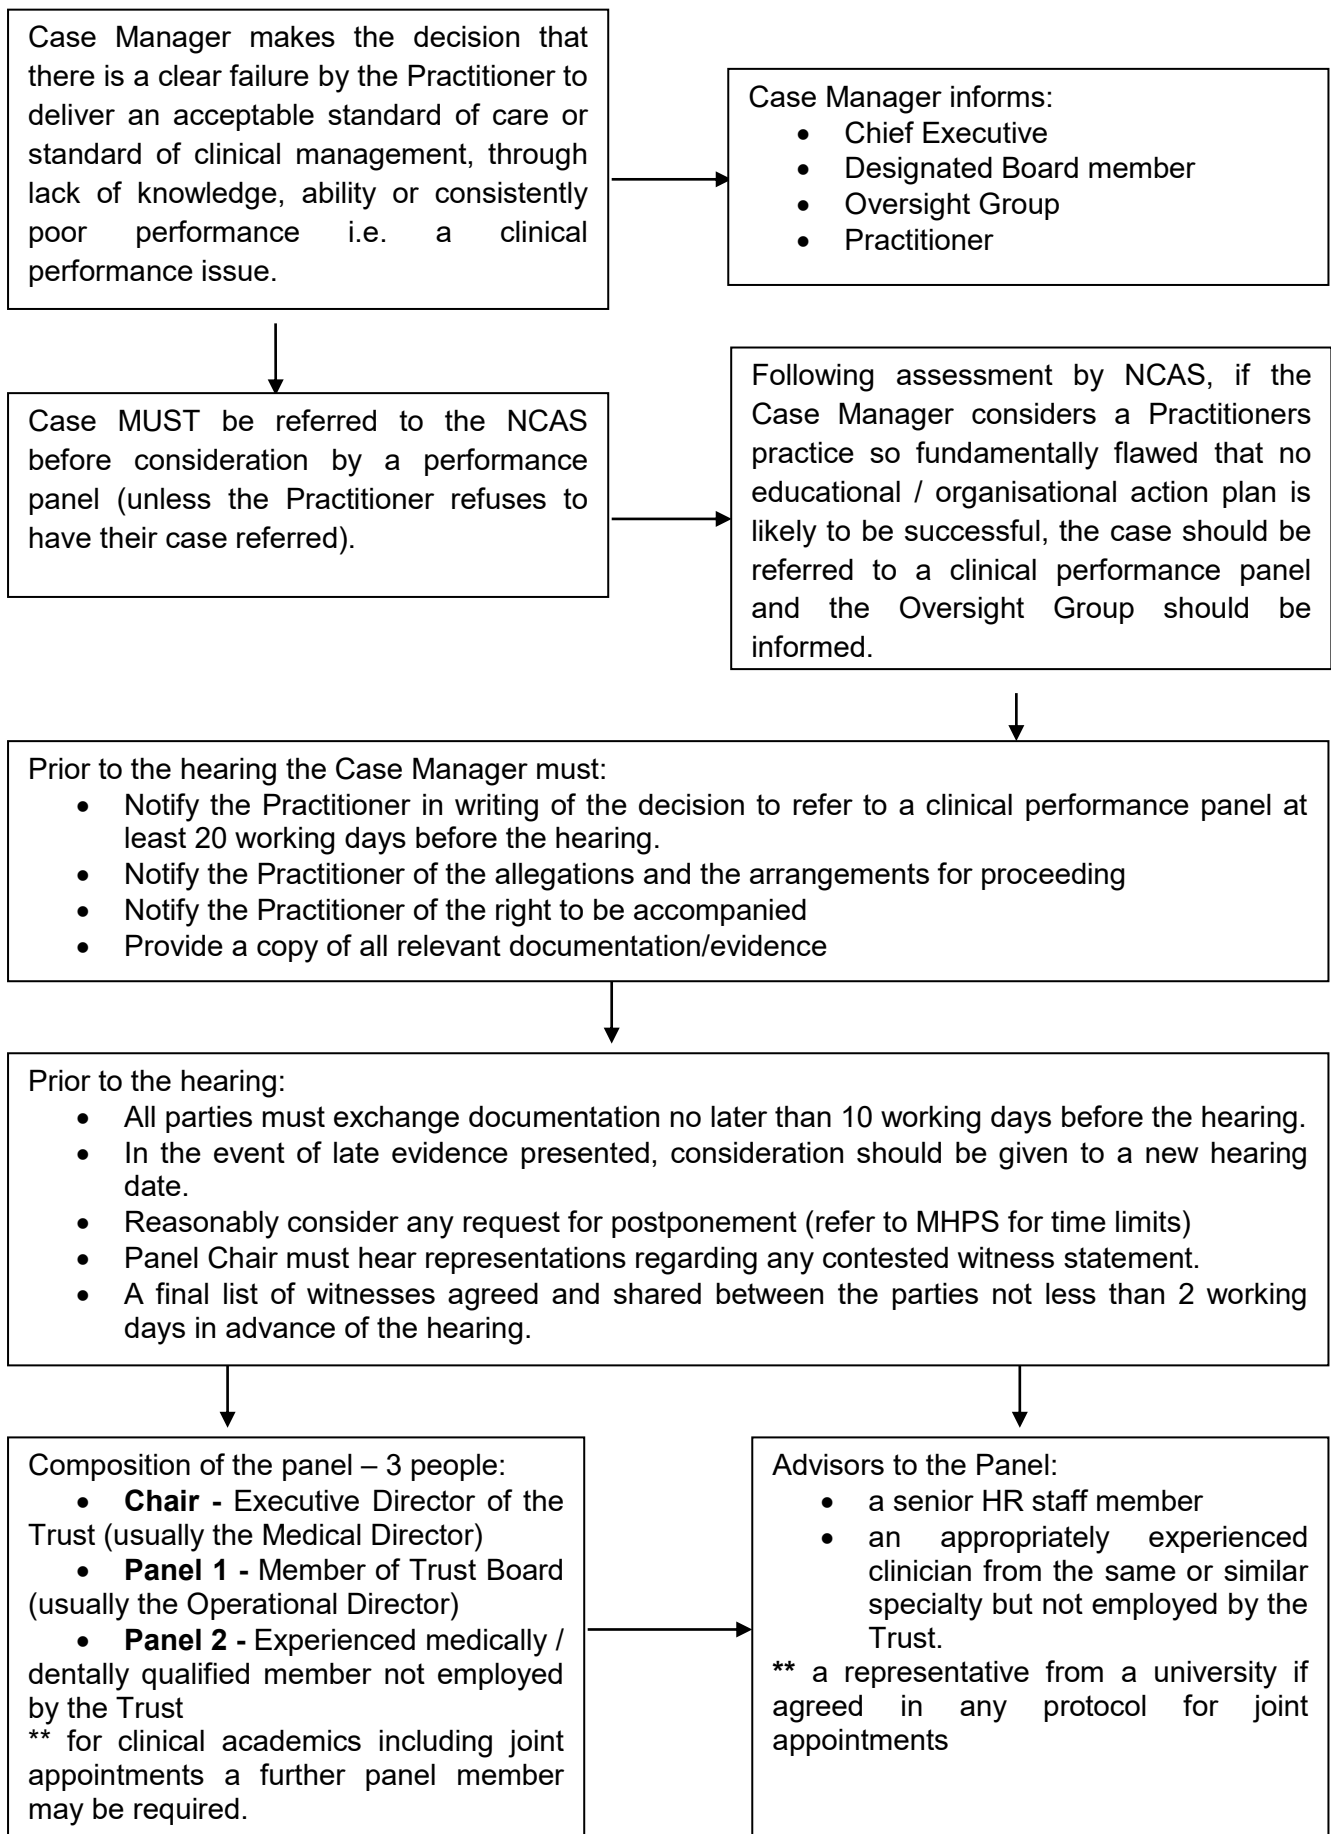 Case Manager makes the decision that
there is a clear failure by the Practitioner to
deliver an acceptable standard of care or
standard of clinical management, through
lack of knowledge, ability or consistently
poor performance i.e. a clinical
performance issue.
Case Manager informs:
• Chief Executive
• Designated Board member
• Oversight Group
• Practitioner
Case MUST be referred to the NCAS
before consideration by a performance
panel (unless the Practitioner refuses to
have their case referred).
Following assessment by NCAS, if the
Case Manager considers a Practitioners
practice so fundamentally flawed that no
educational / organisational action plan is
likely to be successful, the case should be
referred to a clinical performance panel
and the Oversight Group should be
informed.
Prior to the hearing the Case Manager must:
• Notify the Practitioner in writing of the decision to refer to a clinical performance panel at
least 20 working days before the hearing.
• Notify the Practitioner of the allegations and the arrangements for proceeding
• Notify the Practitioner of the right to be accompanied
• Provide a copy of all relevant documentation/evidence
Prior to the hearing:
• All parties must exchange documentation no later than 10 working days before the hearing.
• In the event of late evidence presented, consideration should be given to a new hearing
date.
• Reasonably consider any request for postponement (refer to MHPS for time limits)
• Panel Chair must hear representations regarding any contested witness statement.
• A final list of witnesses agreed and shared between the parties not less than 2 working
days in advance of the hearing.
Composition of the panel – 3 people:
• Chair - Executive Director of the
Trust (usually the Medical Director)
• Panel 1 - Member of Trust Board
(usually the Operational Director)
• Panel 2 - Experienced medically /
dentally qualified member not employed
by the Trust
** for clinical academics including joint
appointments a further panel member
may be required.
Advisors to the Panel:
• a senior HR staff member
• an appropriately experienced
clinician from the same or similar
specialty but not employed by the
Trust.
** a representative from a university if
agreed in any protocol for joint
appointments